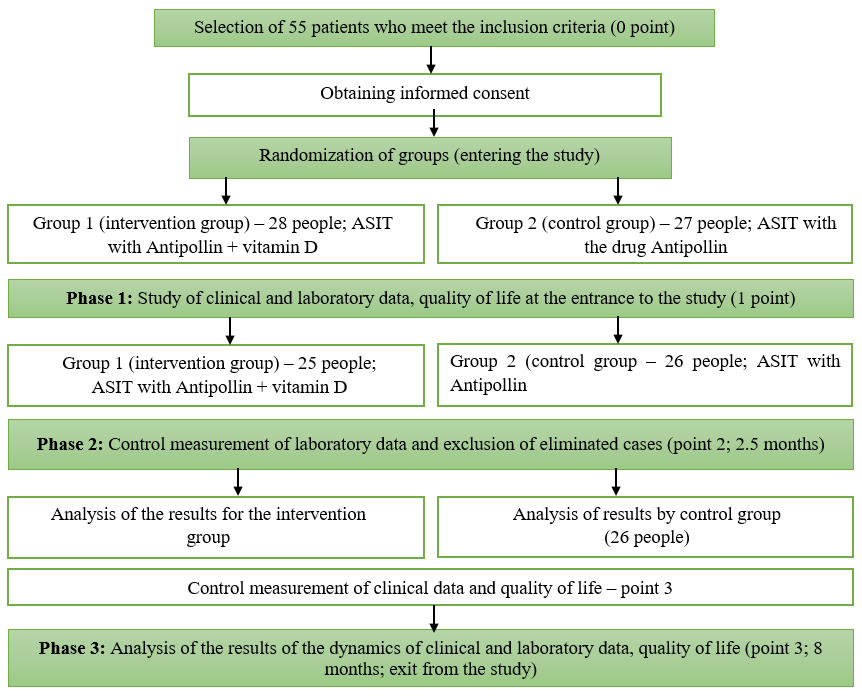 Selection of 55 patients who meet the inclusion criteria (0 point)
Obtaining informed consent
Randomization of groups (entering the study)
Group 1 (intervention group) – 28 people; ASIT
with Antipollin + vitamin D
Group 2 (control group) – 27 people; ASIT with
the drug Antipollin
Phase 1: Study of clinical and laboratory data, quality of life at the entrance to the study (1 point)
Group 1 (intervention group) – 25 people;
ASIT with Antipollin + vitamin D
Group 2 (control group – 26 people; ASIT with
Antipollin
Phase 2: Control measurement of laboratory data and exclusion of eliminated cases (point 2; 2.5 months)
Analysis of the results for the intervention
group
Analysis of results by control group
(26 people)
Control measurement of clinical data and quality of life – point 3
Phase 3: Analysis of the results of the dynamics of clinical and laboratory data, quality of life (point 3; 8
months; exit from the study)